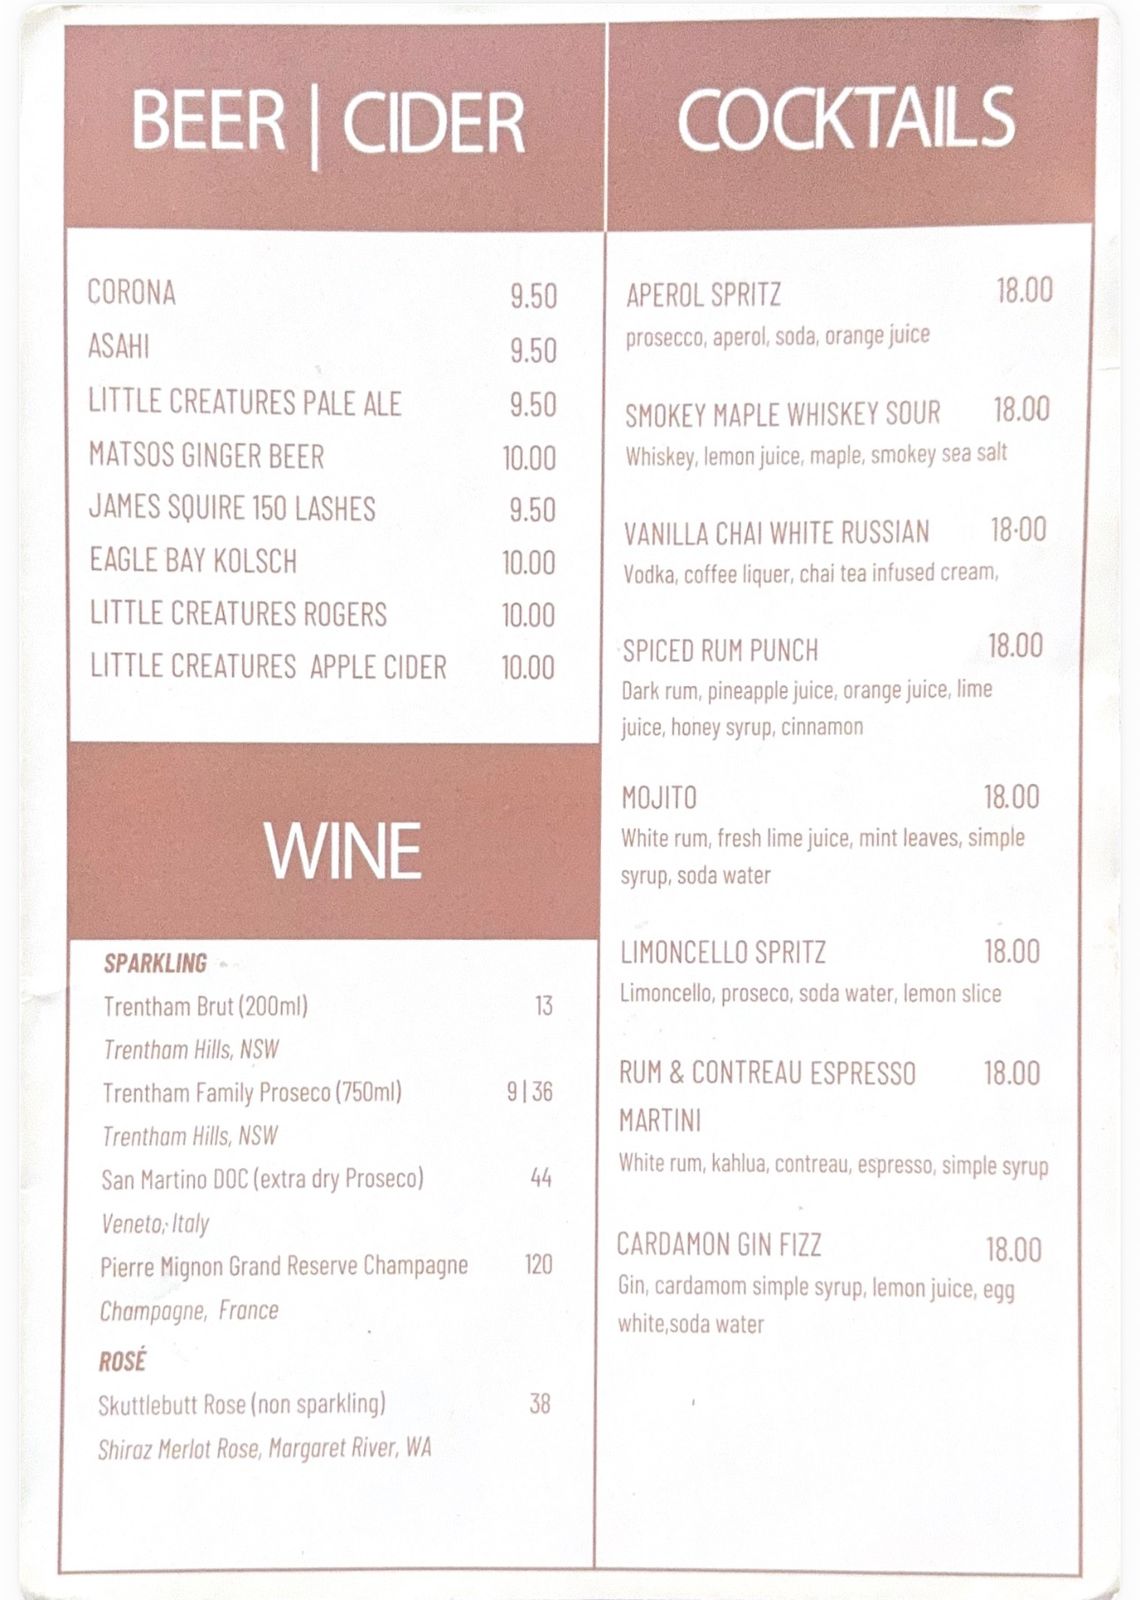 BEER | CIDER
CORONA 9.50
ASAHI 9.50
LITTLE CREATURES PALE ALE 9.50
MATSOS GINGER BEER 10.00
JAMES SQUIRE 150 LASHES 9.50
EAGLE BAY KOLSCH 10.00
LITTLE CREATURES ROGERS 10.00
LITTLE CREATURES APPLE CIDER 10.00
WINE
SPARKLING
Trentham Brut (200ml) 13
Trentham Hills, NSW
Trentham Family Proseco (750ml) 9 | 36
Trentham Hills, NSW
San Martino DOC (extra dry Proseco) 44
Veneto, Italy
Pierre Mignon Grand Reserve Champagne 120
Champagne, France
ROSÉ
Skuttlebutt Rose (non sparkling) 38
Shiraz Merlot Rose, Margaret River, WA
COCKTAILS
APEROL SPRITZ 18.00
prosecco, aperol, soda, orange juice
SMOKEY MAPLE WHISKEY SOUR 18.00
Whiskey, lemon juice, maple, smokey sea salt
VANILLA CHAI WHITE RUSSIAN 18·00
Vodka, coffee liquer, chai tea infused cream,
SPICED RUM PUNCH 18.00
Dark rum, pineapple juice, orange juice, lime
juice, honey syrup, cinnamon
MOJITO 18.00
White rum, fresh lime juice, mint leaves, simple
syrup, soda water
LIMONCELLO SPRITZ 18.00
Limoncello, proseco, soda water, lemon slice
RUM & CONTREAU ESPRESSO 18.00
MARTINI
White rum, kahlua, contreau, espresso, simple syrup
CARDAMON GIN FIZZ 18.00
Gin, cardamom simple syrup, lemon juice, egg
white,soda water